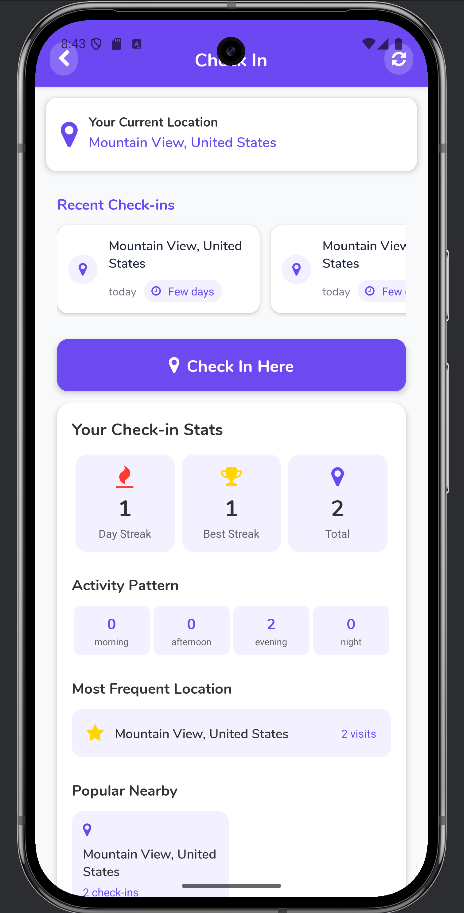 8:43 A
Check In
Your Current Location
Mountain View, United States
Recent Check-ins
Mountain View, United
States
today Few days
Mountain View
States
today Few
Check In Here
Your Check-in Stats
1 1 2
Day Streak Best Streak Total
Activity Pattern
0 0 2 0
morning afternoon evening night
Most Frequent Location
Mountain View, United States 2 visits
Popular Nearby
Mountain View, United
States
2 check-ins